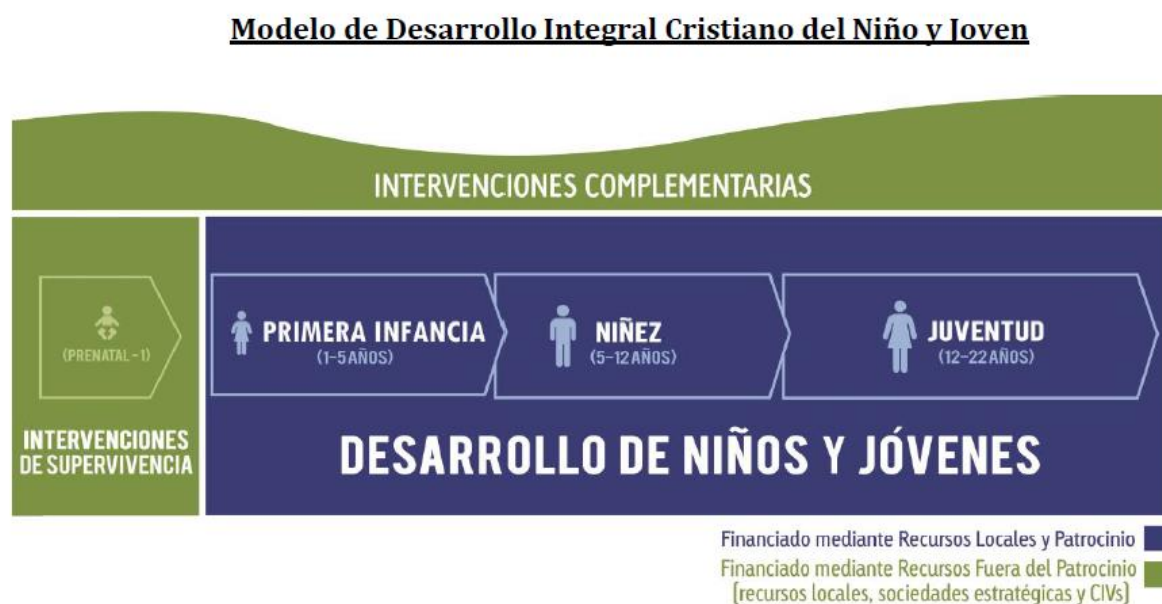 Modelo de Desarrollo Integral Cristiano del Niño y Joven
INTERVENCIONES COMPLEMENTARIAS
(PRENATAL-1)
INTERVENCIONES
DE SUPERVIVENCIA
PRIMERA INFANCIA
(1-5 AÑOS)
NIÑEZ
(5-12 AÑOS)
JUVENTUD
(12-22 AÑOS)
DESARROLLO DE NIÑOS Y JÓVENES
Financiado mediante Recursos Locales y Patrocinio
Financiado mediante Recursos Fuera del Patrocinio
(recursos locales, sociedades estratégicas y CIVs)